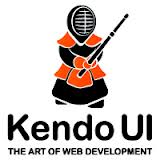 Kendo UI
THE ART OF WEB DEVELOPMENT